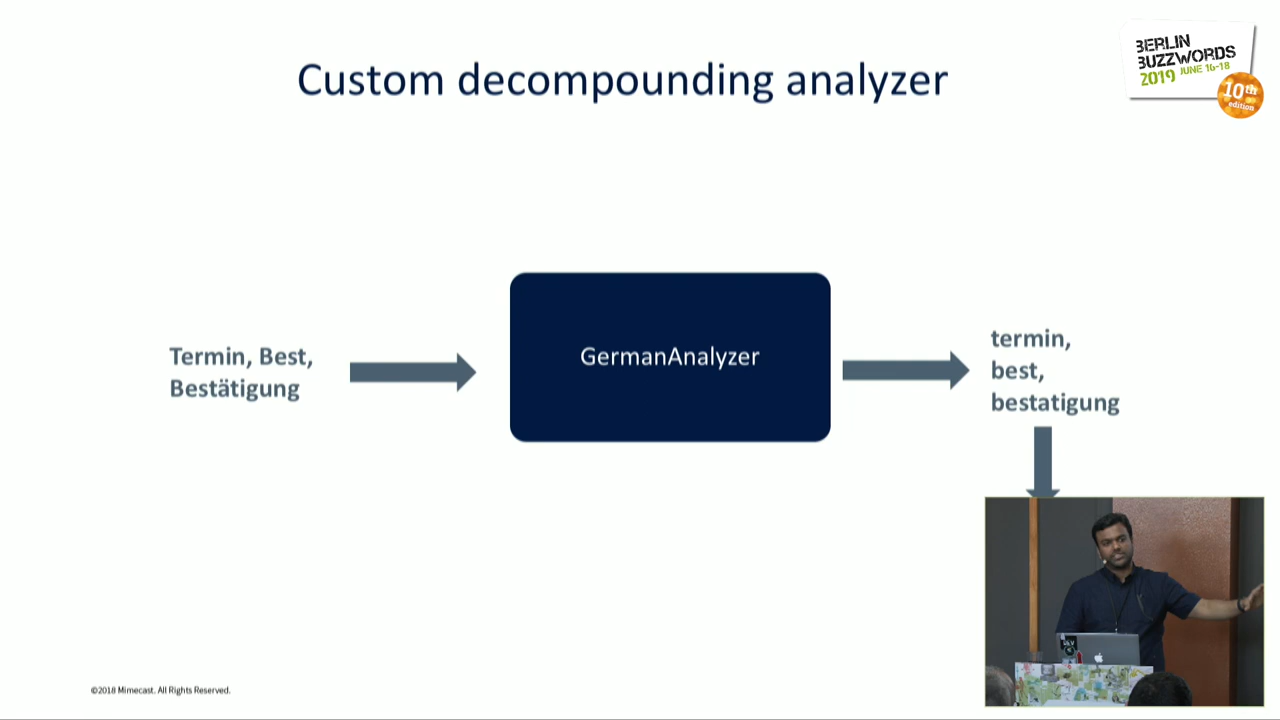 Custom decompounding analyzer
BERLIN
BUZZWORDS
2019 JUNE 16-18
10th
edition
Termin, Best,
Bestätigung
GermanAnalyzer
termin,
best,
bestatigung
©2018 Mimecast. All Rights Reserved.